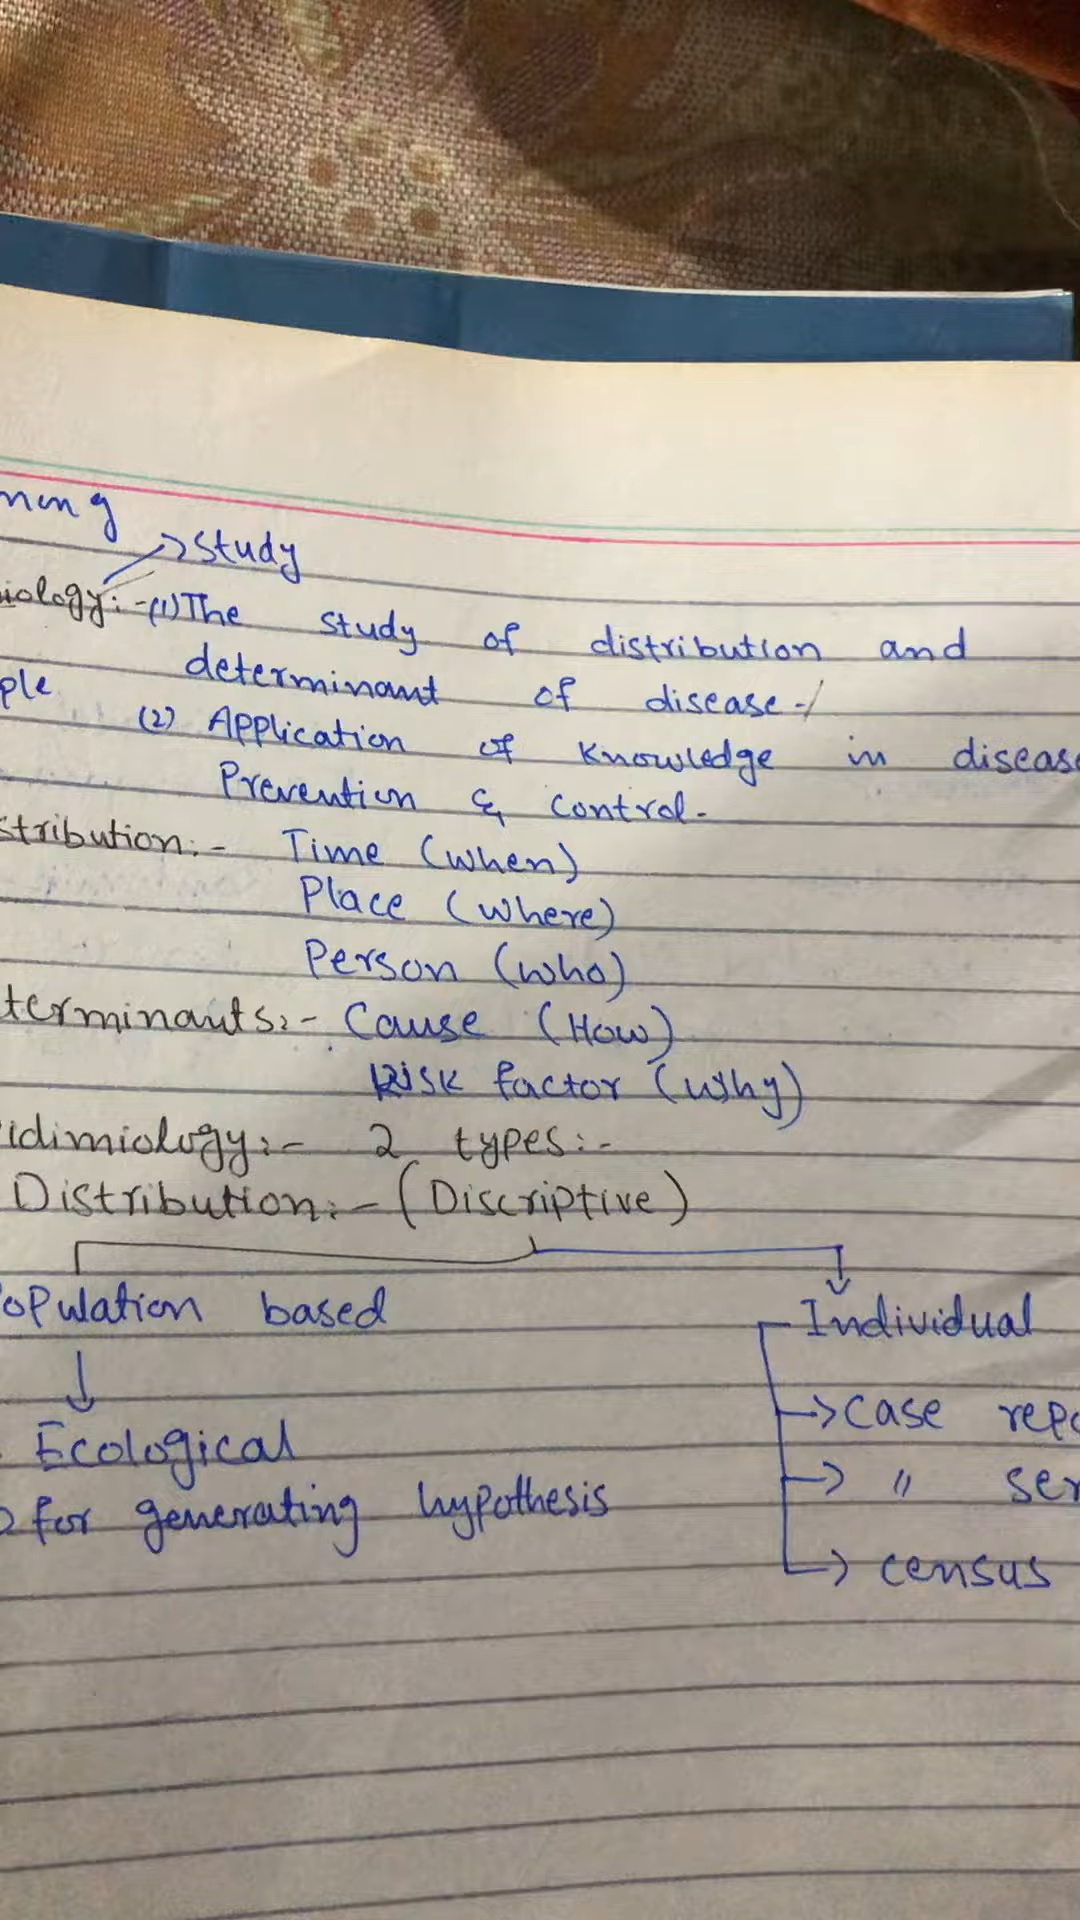 ning
→ Study
iology:-(1) The study of distribution and
determinant of disease-/
ple
(2) Application of Knowledge in disease
Prevention & Control-
stribution:- Time (when)
Place (where)
Person (who)
terminants:- Cause (How)
Risk factor (why)
idimiology:- 2 types:-
Distribution:- (Discriptive)
opulation based
Individual
↓
→ case repo
Ecological
→ " ser
for generating hypothesis
→ census